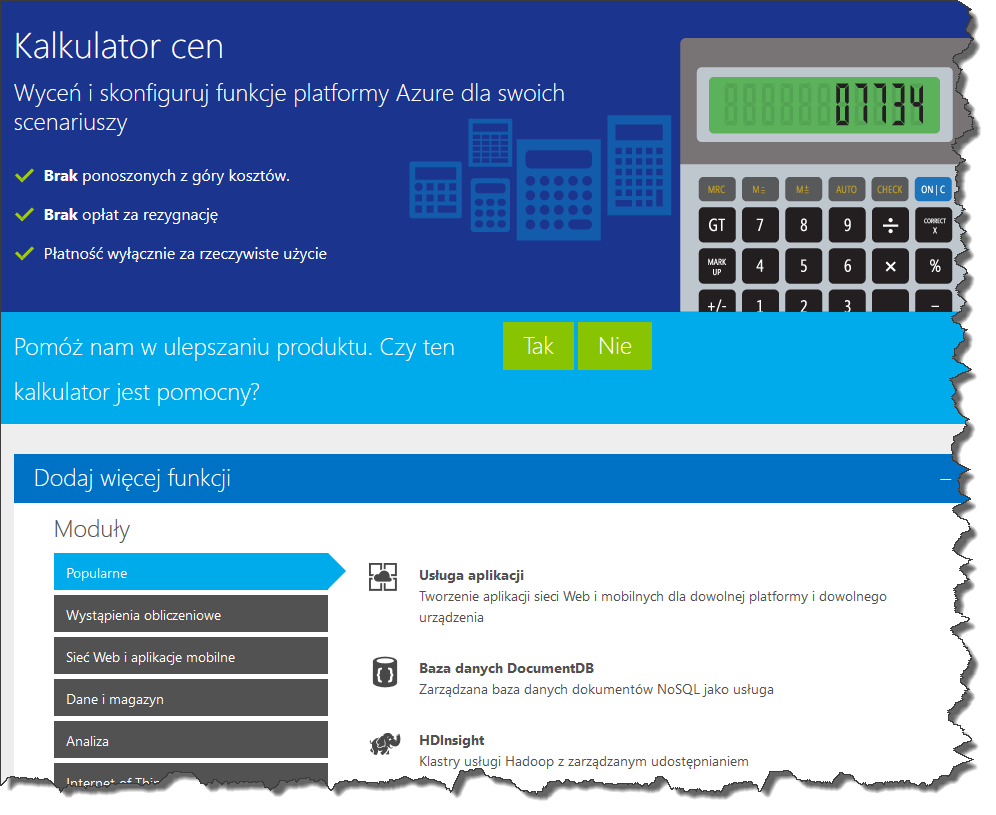 Kalkulator cen
Wyceń i skonfiguruj funkcje platformy Azure dla swoich
scenariuszy
Brak ponoszonych z góry kosztów.
Brak opłat za rezygnację
Płatność wyłącznie za rzeczywiste użycie
07734
MRC M= M± AUTO CHECK ON|C
GT 7 8 9 ÷ CORRECT X
MARK UP 4 5 6 × %
+/- 1 2 3 −
Pomóż nam w ulepszaniu produktu. Czy ten
kalkulator jest pomocny?
Tak Nie
Dodaj więcej funkcji
Moduły
Popularne
Wystąpienia obliczeniowe
Sieć Web i aplikacje mobilne
Dane i magazyn
Analiza
Internet of
Usługa aplikacji
Tworzenie aplikacji sieci Web i mobilnych dla dowolnej platformy i dowolnego
urządzenia
Baza danych DocumentDB
Zarządzana baza danych dokumentów NoSQL jako usługa
HDInsight
Klastry usługi Hadoop z zarządzanym udostępnianiem